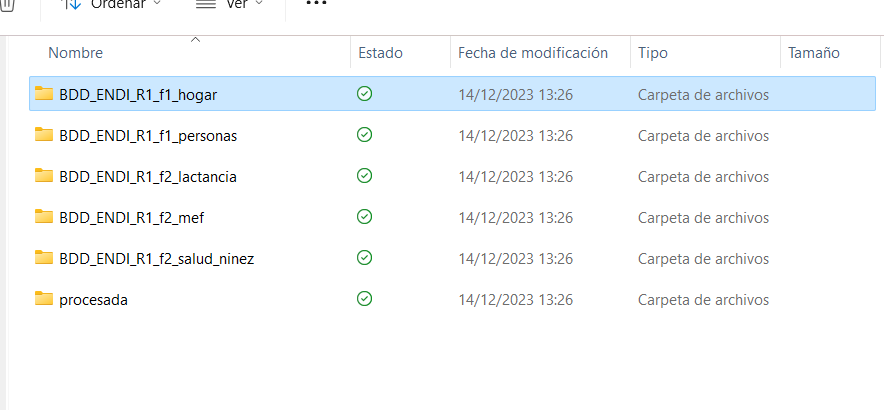 Ordenar Ver ...
Nombre Estado Fecha de modificación Tipo Tamaño
BDD_ENDI_R1_f1_hogar 14/12/2023 13:26 Carpeta de archivos
BDD_ENDI_R1_f1_personas 14/12/2023 13:26 Carpeta de archivos
BDD_ENDI_R1_f2_lactancia 14/12/2023 13:26 Carpeta de archivos
BDD_ENDI_R1_f2_mef 14/12/2023 13:26 Carpeta de archivos
BDD_ENDI_R1_f2_salud_ninez 14/12/2023 13:26 Carpeta de archivos
procesada 14/12/2023 13:26 Carpeta de archivos